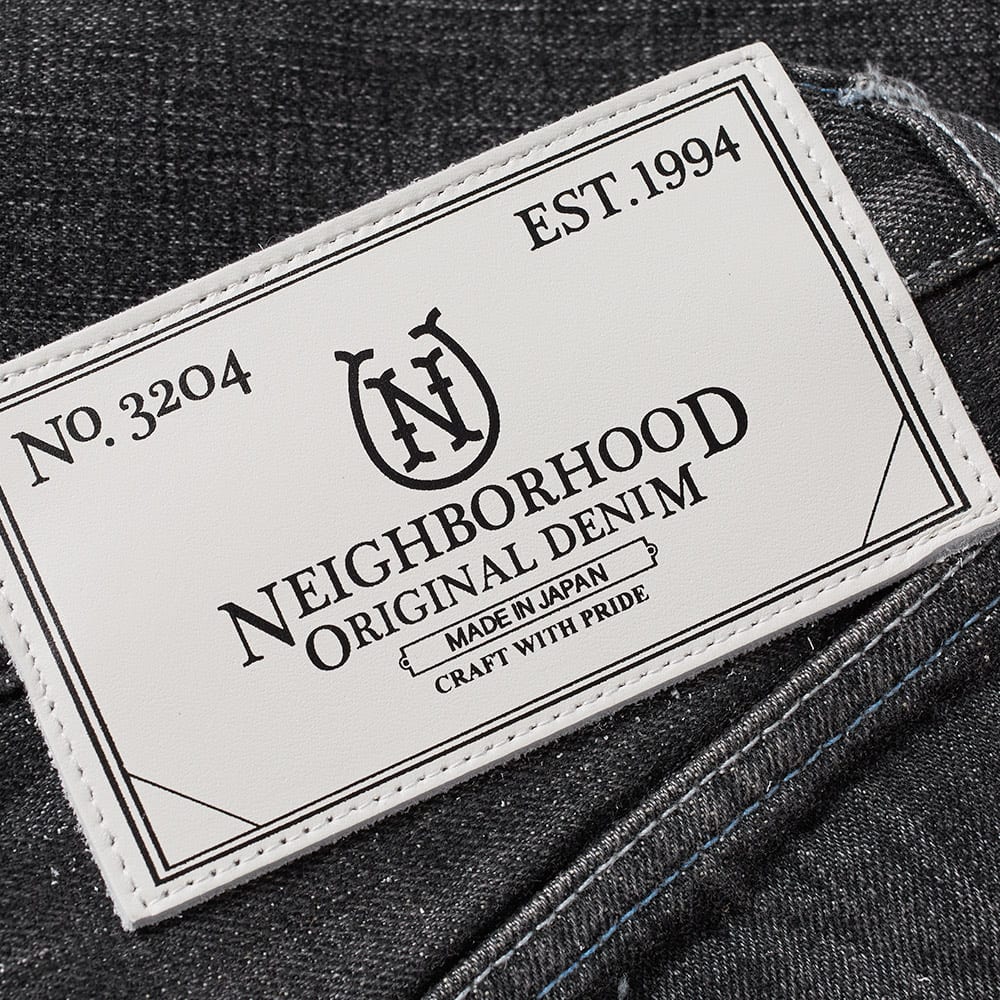 EST. 1994
No. 3204
N
NEIGHBORHOOD
ORIGINAL DENIM
MADE IN JAPAN
CRAFT WITH PRIDE